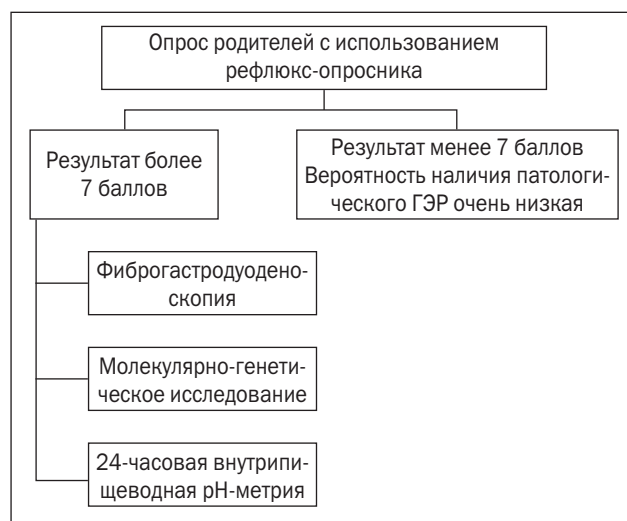 Опрос родителей с использованием
рефлюкс-опросника
Результат более
7 баллов
Результат менее 7 баллов
Вероятность наличия патологи-
ческого ГЭР очень низкая
Фиброгастродуодено-
скопия
Молекулярно-генети-
ческое исследование
24-часовая внутрипи-
щеводная pH-метрия